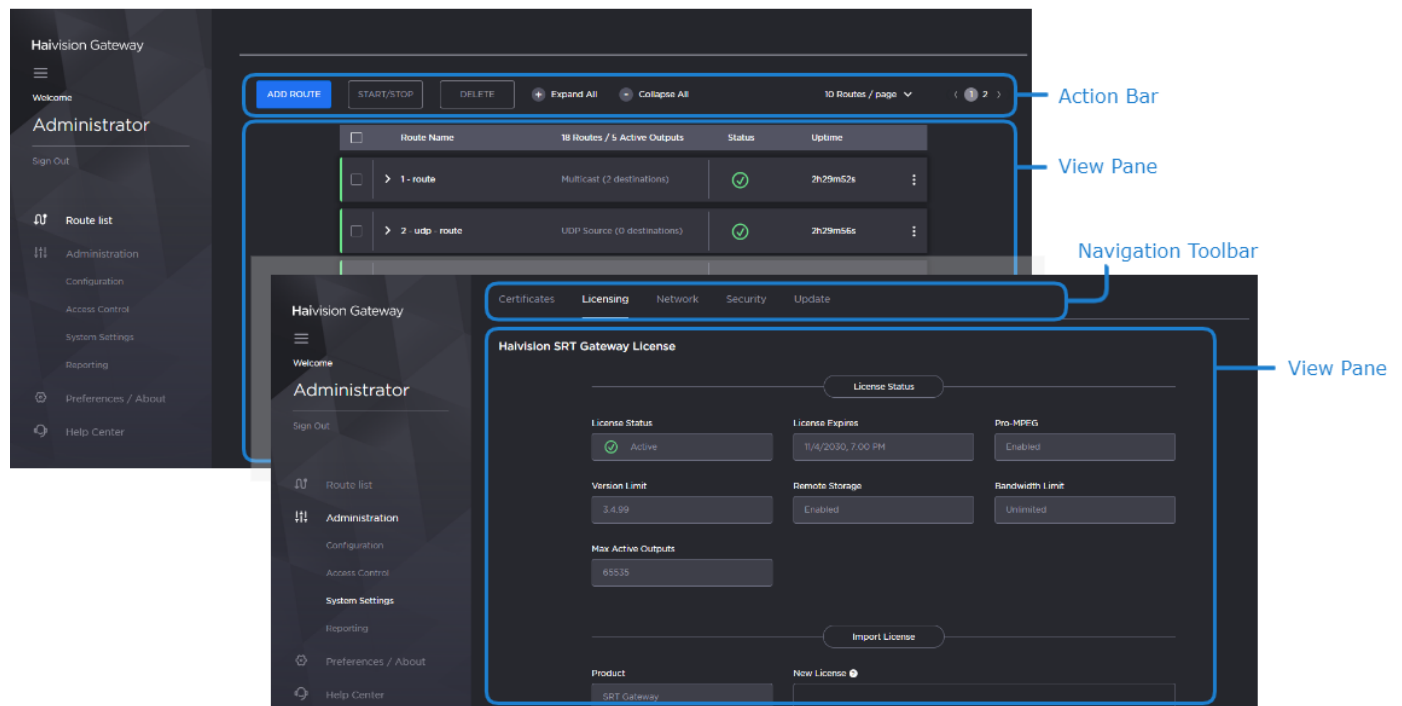 Haivision Gateway
Welcome
Administrator
Sign Out
Route list
Administration
Configuration
Access Control
System Settings
Reporting
Preferences / About
Help Center
ADD ROUTE START/STOP DELETE + Expand All - Collapse All 10 Routes / page 1 2
Route Name 18 Routes / 5 Active Outputs Status Uptime
1 - route Multicast (2 destinations) 2h29m52s
2 - udp - route UDP Source (0 destinations) 2h29m56s
Action Bar
View Pane
Navigation Toolbar
Haivision Gateway
Welcome
Administrator
Sign Out
Route list
Administration
Configuration
Access Control
System Settings
Reporting
Preferences / About
Help Center
Certificates Licensing Network Security Update
Haivision SRT Gateway License
License Status
License Status License Expires Pro-MPEG
Active 11/4/2030, 7:00 PM Enabled
Version Limit Remote Storage Bandwidth Limit
3.4.99 Enabled Unlimited
Max Active Outputs
65535
Import License
Product New License ?
SRT Gateway
View Pane